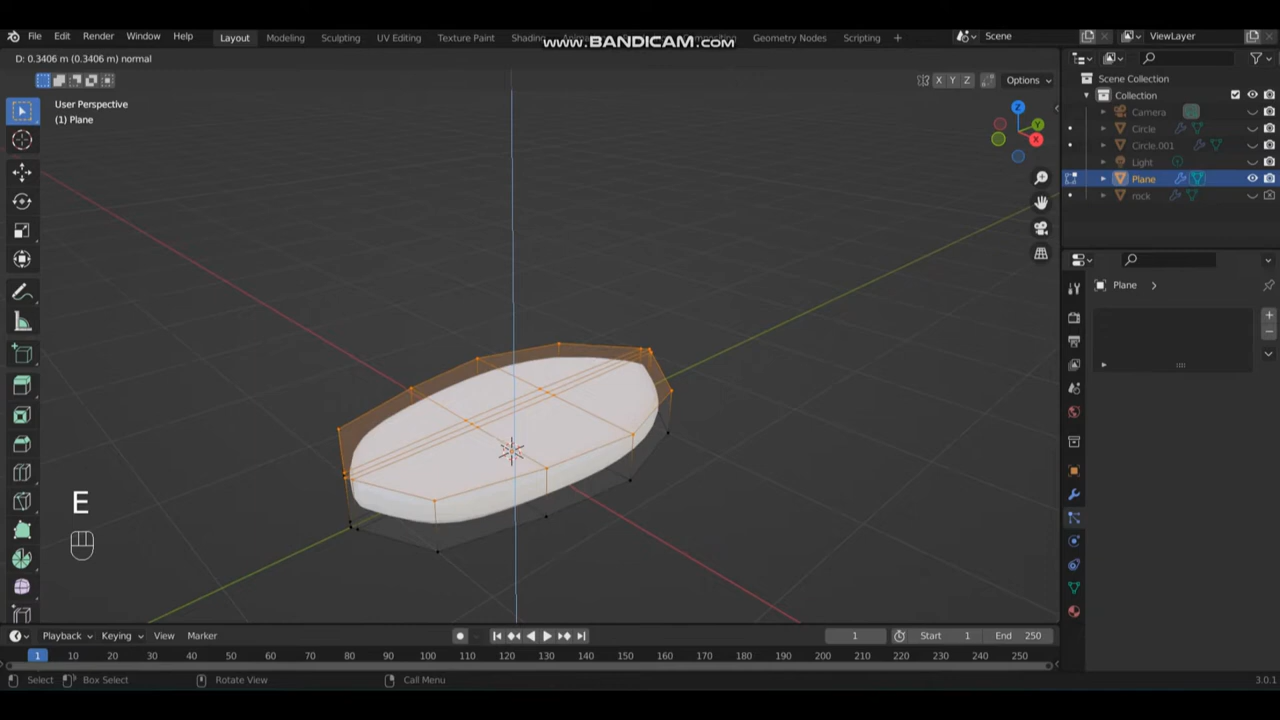 File Edit Render Window Help Layout Modeling Sculpting UV Editing Texture Paint Shading Geometry Nodes Scripting + Scene ViewLayer
www.BANDICAM.com
D: 0.3406 m (0.3406 m) normal
X Y Z Options
User Perspective
(1) Plane
Z
Y
X
Scene Collection
Collection
Camera
Circle
Circle.001
Light
Plane
rock
Plane
E
Playback Keying View Marker
1 Start 1 End 250
1 10 20 30 40 50 60 70 80 90 100 110 120 130 140 150 160 170 180 190 200 210 220 230 240 250
Select Box Select Rotate View Call Menu 3.0.1